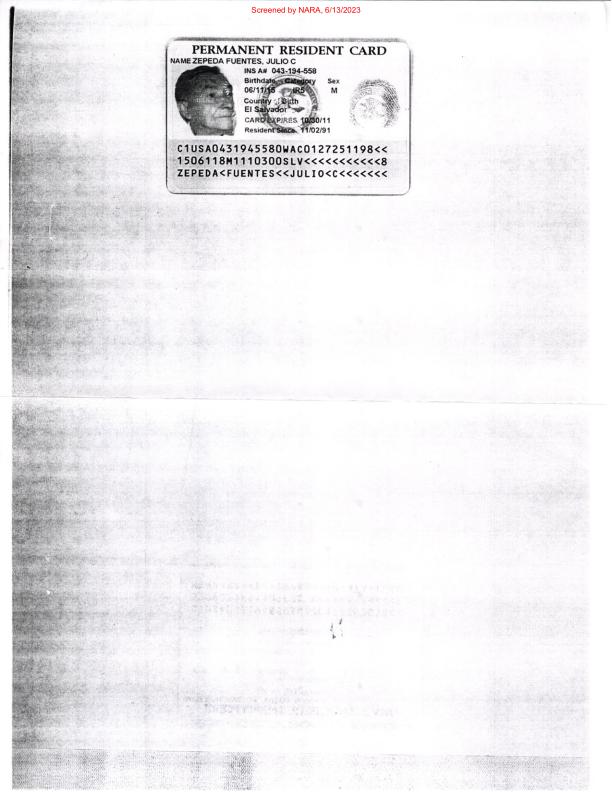 Screened by NARA, 6/13/2023
PERMANENT RESIDENT CARD
NAME ZEPEDA FUENTES, JULIO C
INS A# 043-194-558
Birthdate Category Sex
06/11/15 IR5 M
Country of Birth
El Salvador
CARD EXPIRES 10/30/11
Resident Since 11/02/91
C1USA0431945580WAC0127251198<<
1506118M1110300SLV<<<<<<<<<<<8
ZEPEDA<FUENTES<<JULIO<C<<<<<<<